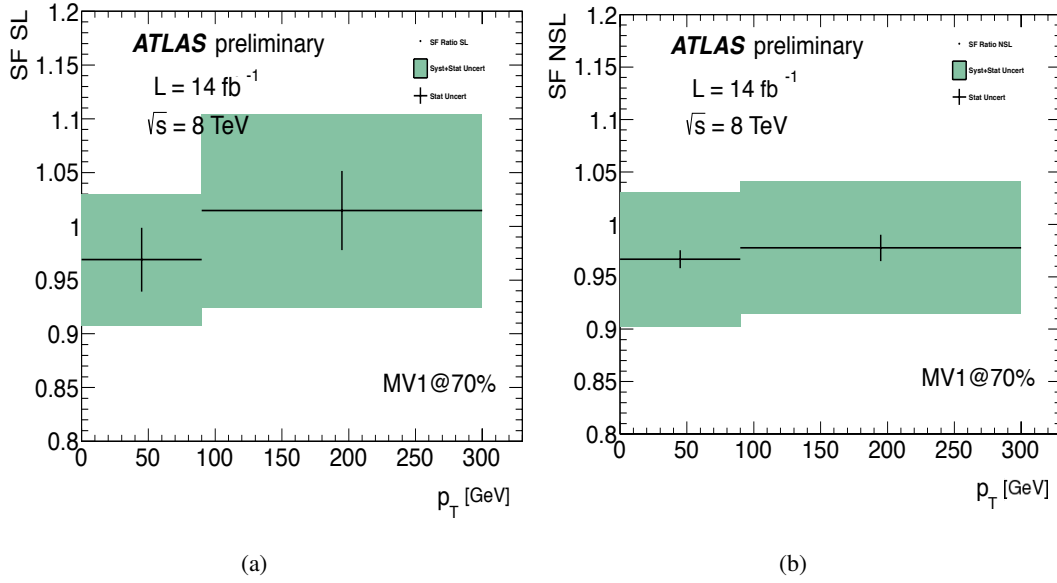 SF SL
1.2
1.15
1.1
1.05
1
0.95
0.9
0.85
0.8
ATLAS preliminary
L = 14 fb-1
√s = 8 TeV
SF Ratio SL
Syst+Stat Uncert
Stat Uncert
MV1@70%
0 50 100 150 200 250 300
pT [GeV]
(a)
SF NSL
1.2
1.15
1.1
1.05
1
0.95
0.9
0.85
0.8
ATLAS preliminary
L = 14 fb-1
√s = 8 TeV
SF Ratio NSL
Syst+Stat Uncert
Stat Uncert
MV1@70%
0 50 100 150 200 250 300
pT [GeV]
(b)